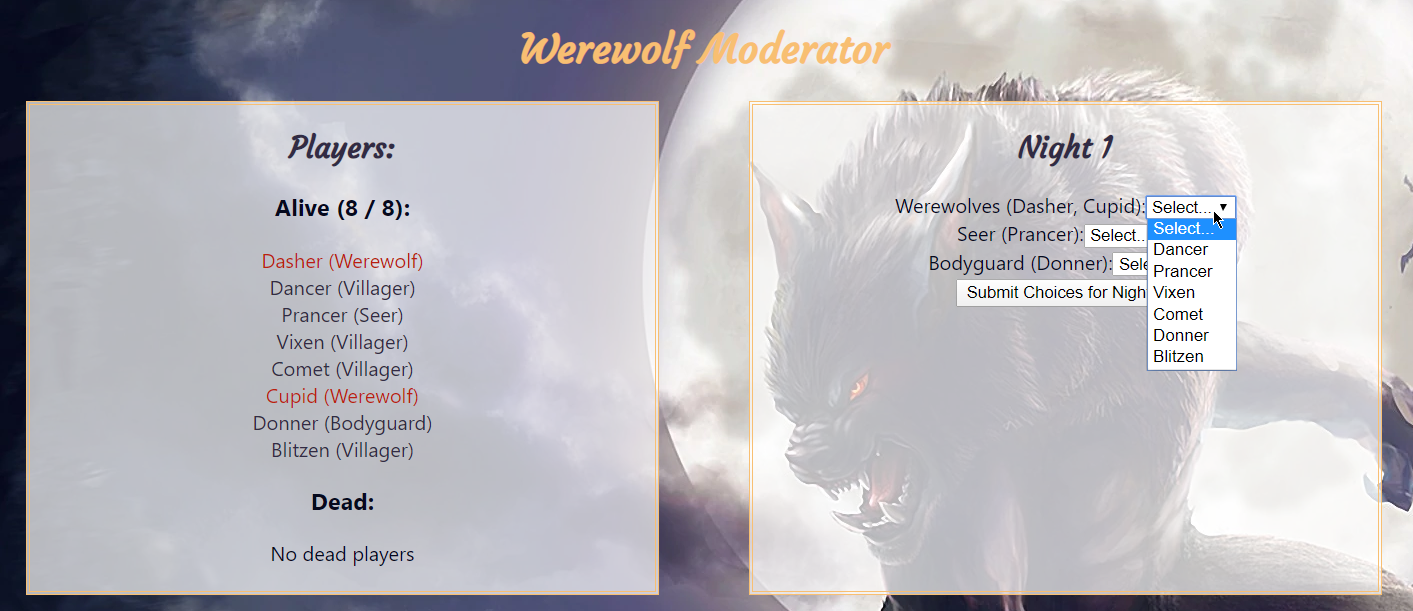 Werewolf Moderator
Players:
Alive (8 / 8):
Dasher (Werewolf)
Dancer (Villager)
Prancer (Seer)
Vixen (Villager)
Comet (Villager)
Cupid (Werewolf)
Donner (Bodyguard)
Blitzen (Villager)
Dead:
No dead players
Night 1
Werewolves (Dasher, Cupid): Select...
Select...
Dancer
Prancer
Vixen
Comet
Donner
Blitzen
Seer (Prancer): Select..
Bodyguard (Donner): Sele
Submit Choices for Nigh